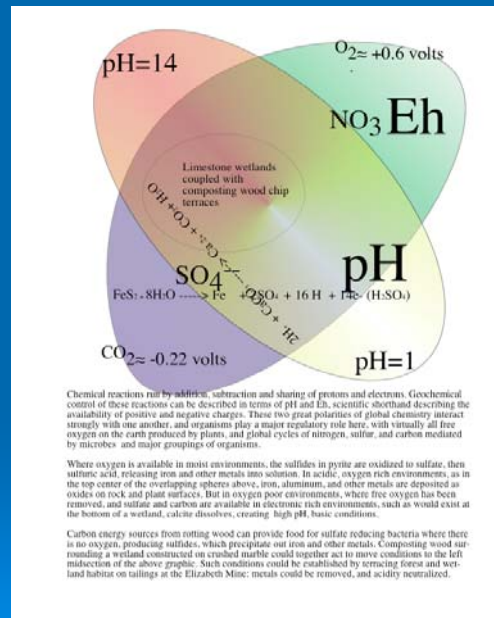 pH=14
O₂≈ +0.6 volts
NO₃ Eh
Limestone wetlands
coupled with
composting wood chip
terraces
SO₄
pH
CO₂≈ -0.22 volts
pH=1
Chemical reactions run by addition, subtraction and sharing of protons and electrons. Geochemical
control of these reactions can be described in terms of pH and Eh, scientific shorthand describing the
availability of positive and negative charges. These two great polarities of global chemistry interact
strongly with one another, and organisms play a major regulatory role here, with virtually all free
oxygen on the earth produced by plants, and global cycles of nitrogen, sulfur, and carbon mediated
by microbes and major groupings of organisms.
Where oxygen is available in moist environments, the sulfides in pyrite are oxidized to sulfate, then
sulfuric acid, releasing iron and other metals into solution. In acidic, oxygen rich environments, as in
the top center of the overlapping spheres above, iron, aluminum, and other metals are deposited as
oxides on rock and plant surfaces. But in oxygen poor environments, where free oxygen has been
removed, and sulfate and carbon are available in electronic rich environments, such as would exist at
the bottom of a wetland, calcite dissolves, creating high pH, basic conditions.
Carbon energy sources from rotting wood can provide food for sulfate reducing bacteria where there
is no oxygen, producing sulfides, which precipitate out iron and other metals. Composting wood sur-
rounding a wetland constructed on crushed marble could together act to move conditions to the left
midsection of the above graphic. Such conditions could be established by terracing forest and wet-
land habitat on tailings at the Elizabeth Mine: metals could be removed, and acidity neutralized.